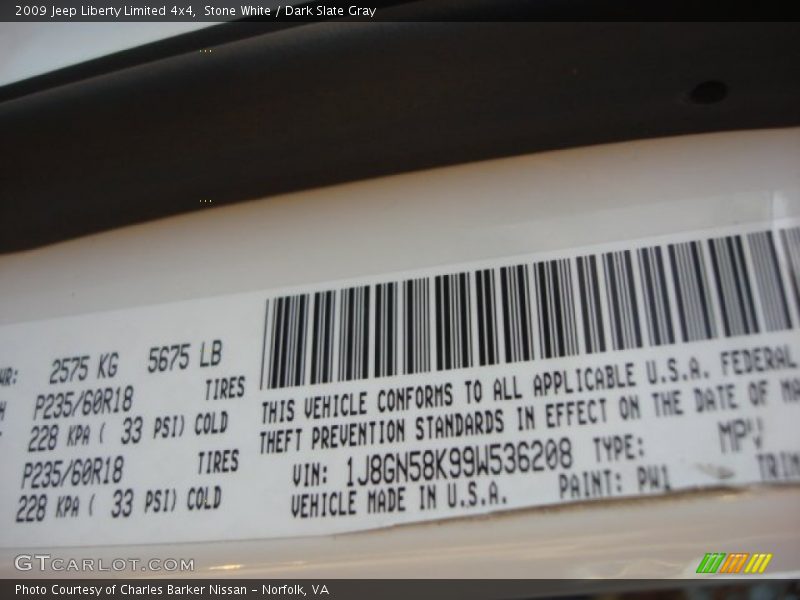 2009 Jeep Liberty Limited 4x4, Stone White / Dark Slate Gray
WR: 2575 KG 5675 LB
P235/60R18 TIRES
228 KPA ( 33 PSI) COLD
P235/60R18 TIRES
228 KPA ( 33 PSI) COLD
THIS VEHICLE CONFORMS TO ALL APPLICABLE U.S.A. FEDERAL
THEFT PREVENTION STANDARDS IN EFFECT ON THE DATE OF MA
VIN: 1J8GN58K99W536208 TYPE: MPV
VEHICLE MADE IN U.S.A. PAINT: PW1 TRIM
GTCARLOT.COM
Photo Courtesy of Charles Barker Nissan – Norfolk, VA